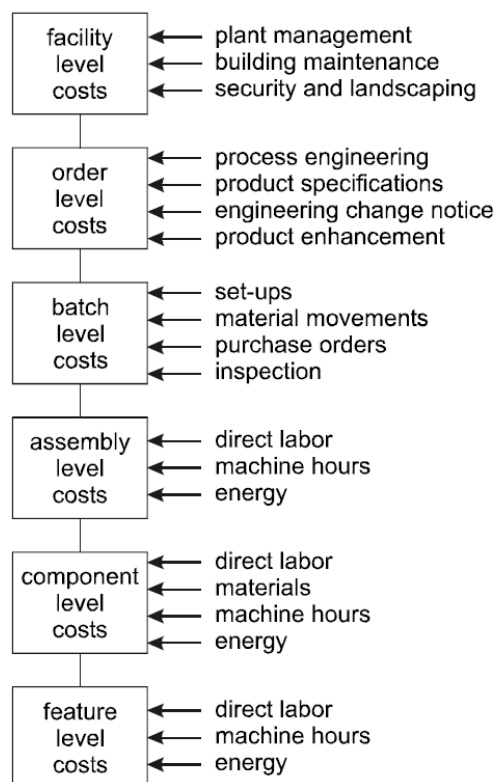 facility
level
costs
plant management
building maintenance
security and landscaping
order
level
costs
process engineering
product specifications
engineering change notice
product enhancement
batch
level
costs
set-ups
material movements
purchase orders
inspection
assembly
level
costs
direct labor
machine hours
energy
component
level
costs
direct labor
materials
machine hours
energy
feature
level
costs
direct labor
machine hours
energy